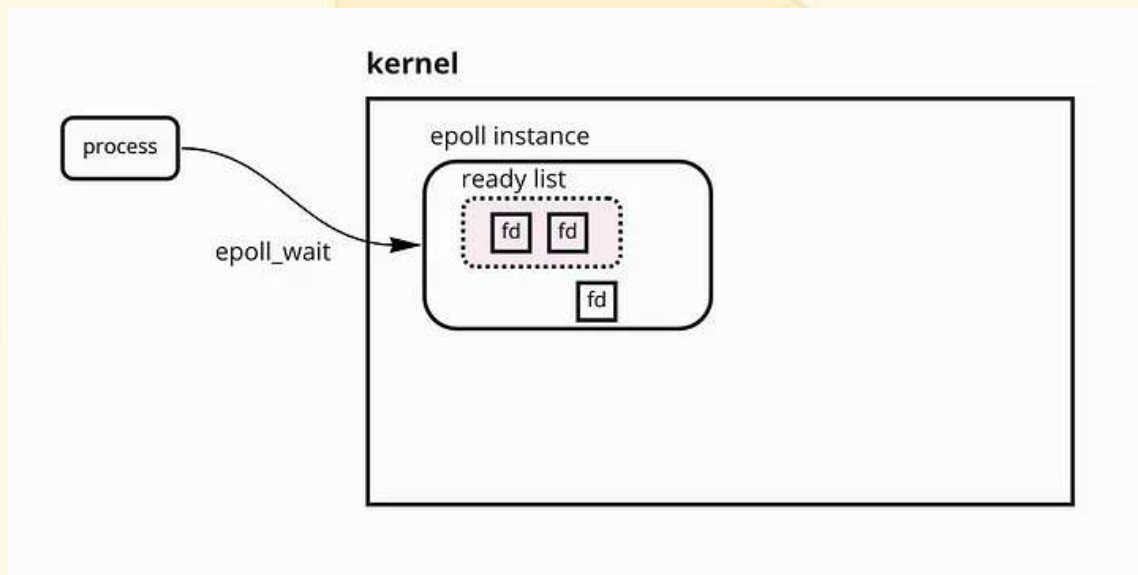 kernel
process
epoll instance
ready list
fd fd
epoll_wait
fd